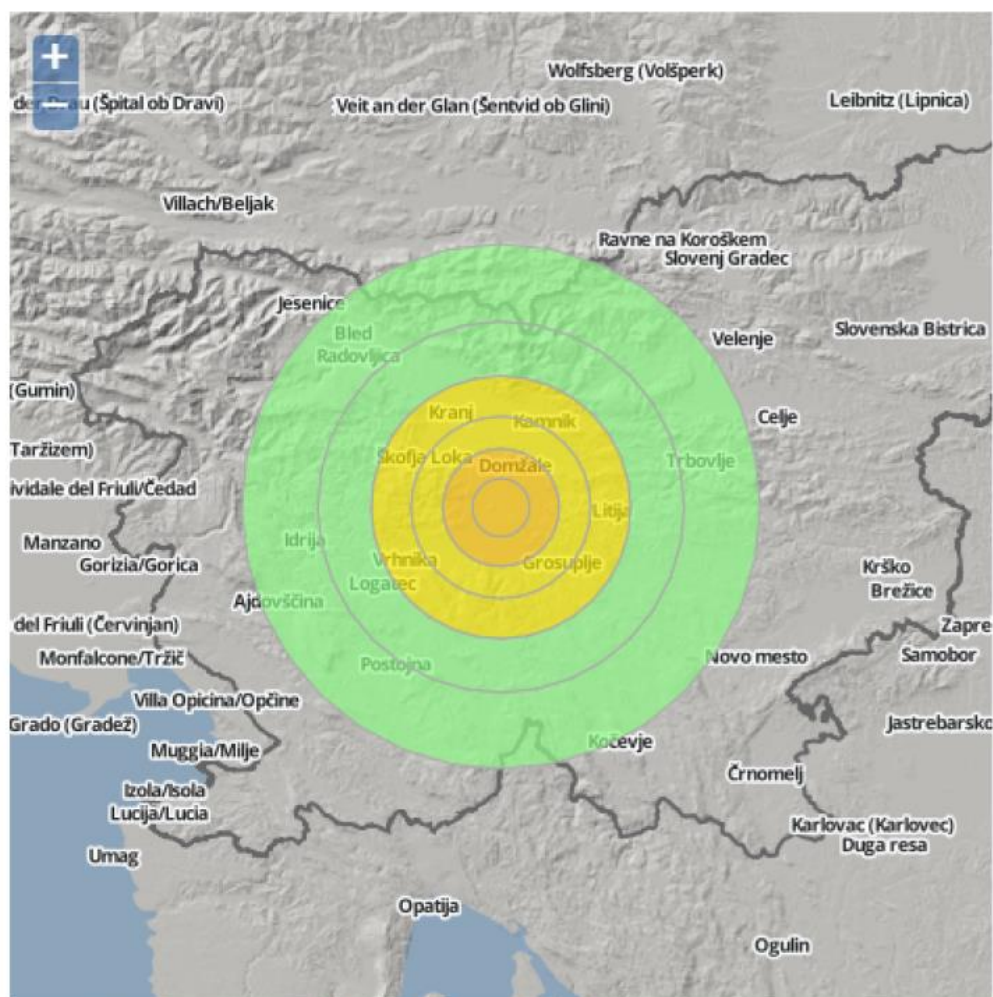 +
Wolfsberg (Volšperk)
(Špital ob Dravi)
Veit an der Glan (Šentvid ob Glini)
Leibnitz (Lipnica)
Villach/Beljak
Ravne na Koroškem
Slovenj Gradec
Jesenice
Bled
Radovljica
Velenje
Slovenska Bistrica
(Gumin)
Kranj
Kamnik
Celje
Taržizem)
Škofja Loka
Domžale
Trbovlje
ividale del Friuli/Čedad
Litija
Manzano
Idrija
Gorizia/Gorica
Vrhnika
Grosuplje
Krško
Logatec
Brežice
Ajdovščina
del Friuli (Červinjan)
Zapre
Monfalcone/Tržič
Postojna
Novo mesto
Samobor
Villa Opicina/Opčine
Grado (Gradež)
Jastrebarsko
Muggia/Milje
Kočevje
Črnomelj
Izola/Isola
Lucija/Lucia
Karlovac (Karlovec)
Duga resa
Umag
Opatija
Ogulin